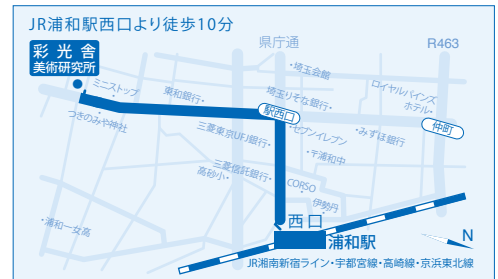 JR浦和駅西口より徒歩10分
県庁通
R463
彩光舎
美術研究所
・埼玉会館
ミニストップ
東和銀行・
埼玉りそな銀行・
ロイヤルパインズ
ホテル・
つきのみや神社
駅西口
仲町
・セブンイレブン
・みずほ銀行
三菱東京UFJ銀行・
・〒浦和中
三菱信託銀行・
高砂小・
CORSO
・
伊勢丹
・
・浦和一女高
西口
浦和駅
N
JR湘南新宿ライン・宇都宮線・高崎線・京浜東北線